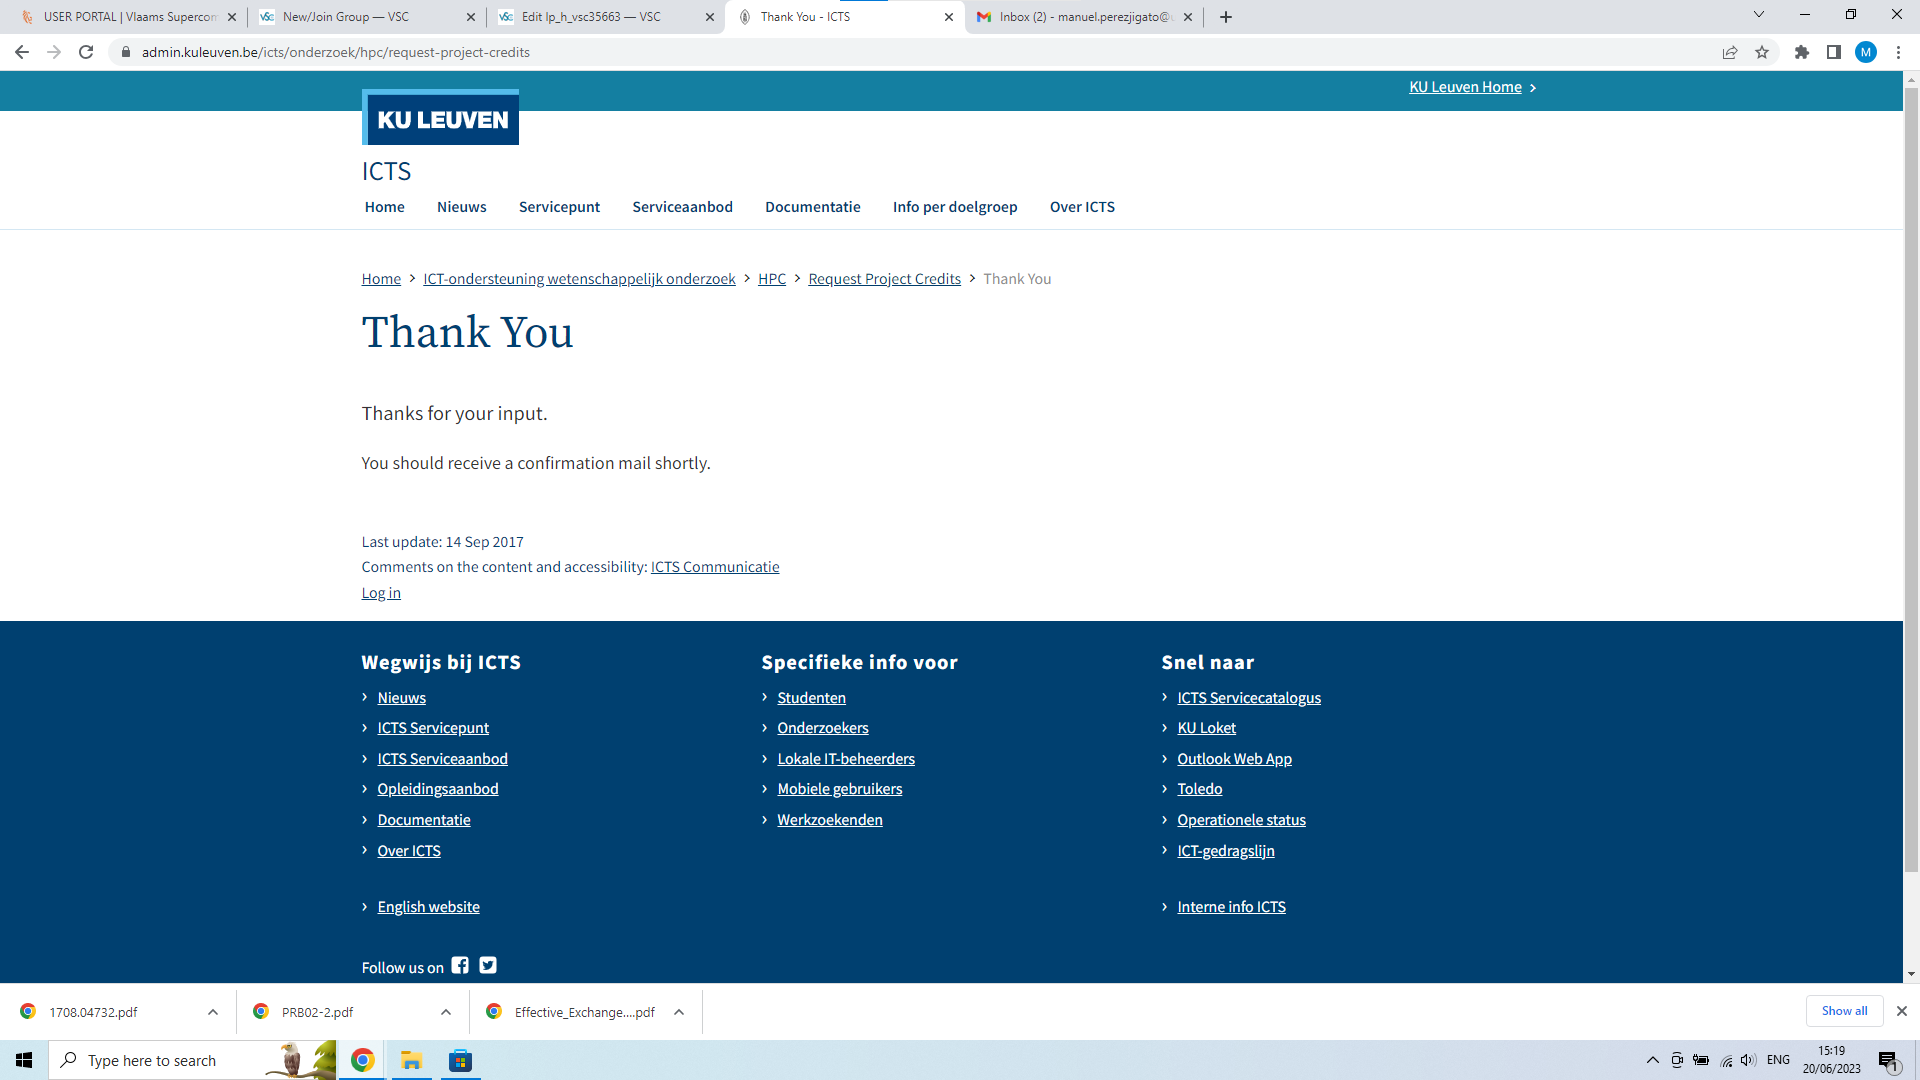 USER PORTAL | Vlaams Supercom
New/Join Group — VSC
Edit lp_h_vsc35663 — VSC
Thank You - ICTS
Inbox (2) - manuel.perezjigato@u
admin.kuleuven.be/icts/onderzoek/hpc/request-project-credits
M
KU Leuven Home
KU LEUVEN
ICTS
Home Nieuws Servicepunt Serviceaanbod Documentatie Info per doelgroep Over ICTS
Home > ICT-ondersteuning wetenschappelijk onderzoek > HPC > Request Project Credits > Thank You
Thank You
Thanks for your input.
You should receive a confirmation mail shortly.
Last update: 14 Sep 2017
Comments on the content and accessibility: ICTS Communicatie
Log in
Wegwijs bij ICTS
Nieuws
ICTS Servicepunt
ICTS Serviceaanbod
Opleidingsaanbod
Documentatie
Over ICTS
English website
Specifieke info voor
Studenten
Onderzoekers
Lokale IT-beheerders
Mobiele gebruikers
Werkzoekenden
Snel naar
ICTS Servicecatalogus
KU Loket
Outlook Web App
Toledo
Operationele status
ICT-gedragslijn
Interne info ICTS
Follow us on
1708.04732.pdf
PRB02-2.pdf
Effective_Exchange....pdf
Show all
Type here to search
ENG
15:19
20/06/2023
1